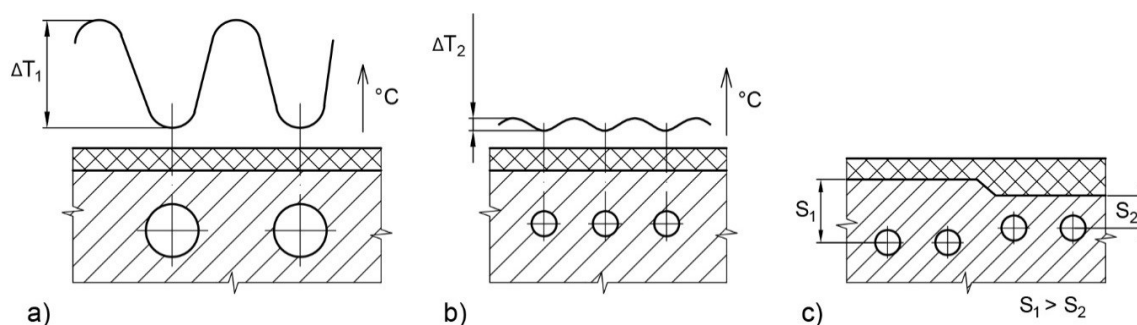 ΔT₁
°C
a)
ΔT₂
°C
b)
S₁
S₂
S₁ > S₂
c)